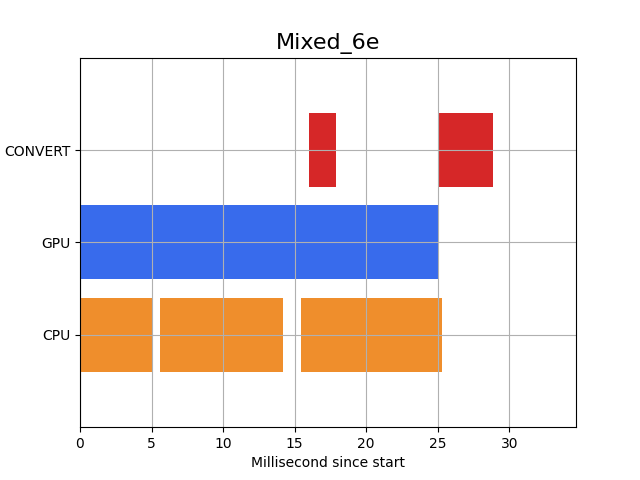 Mixed_6e
CONVERT
GPU
CPU
0 5 10 15 20 25 30
Millisecond since start